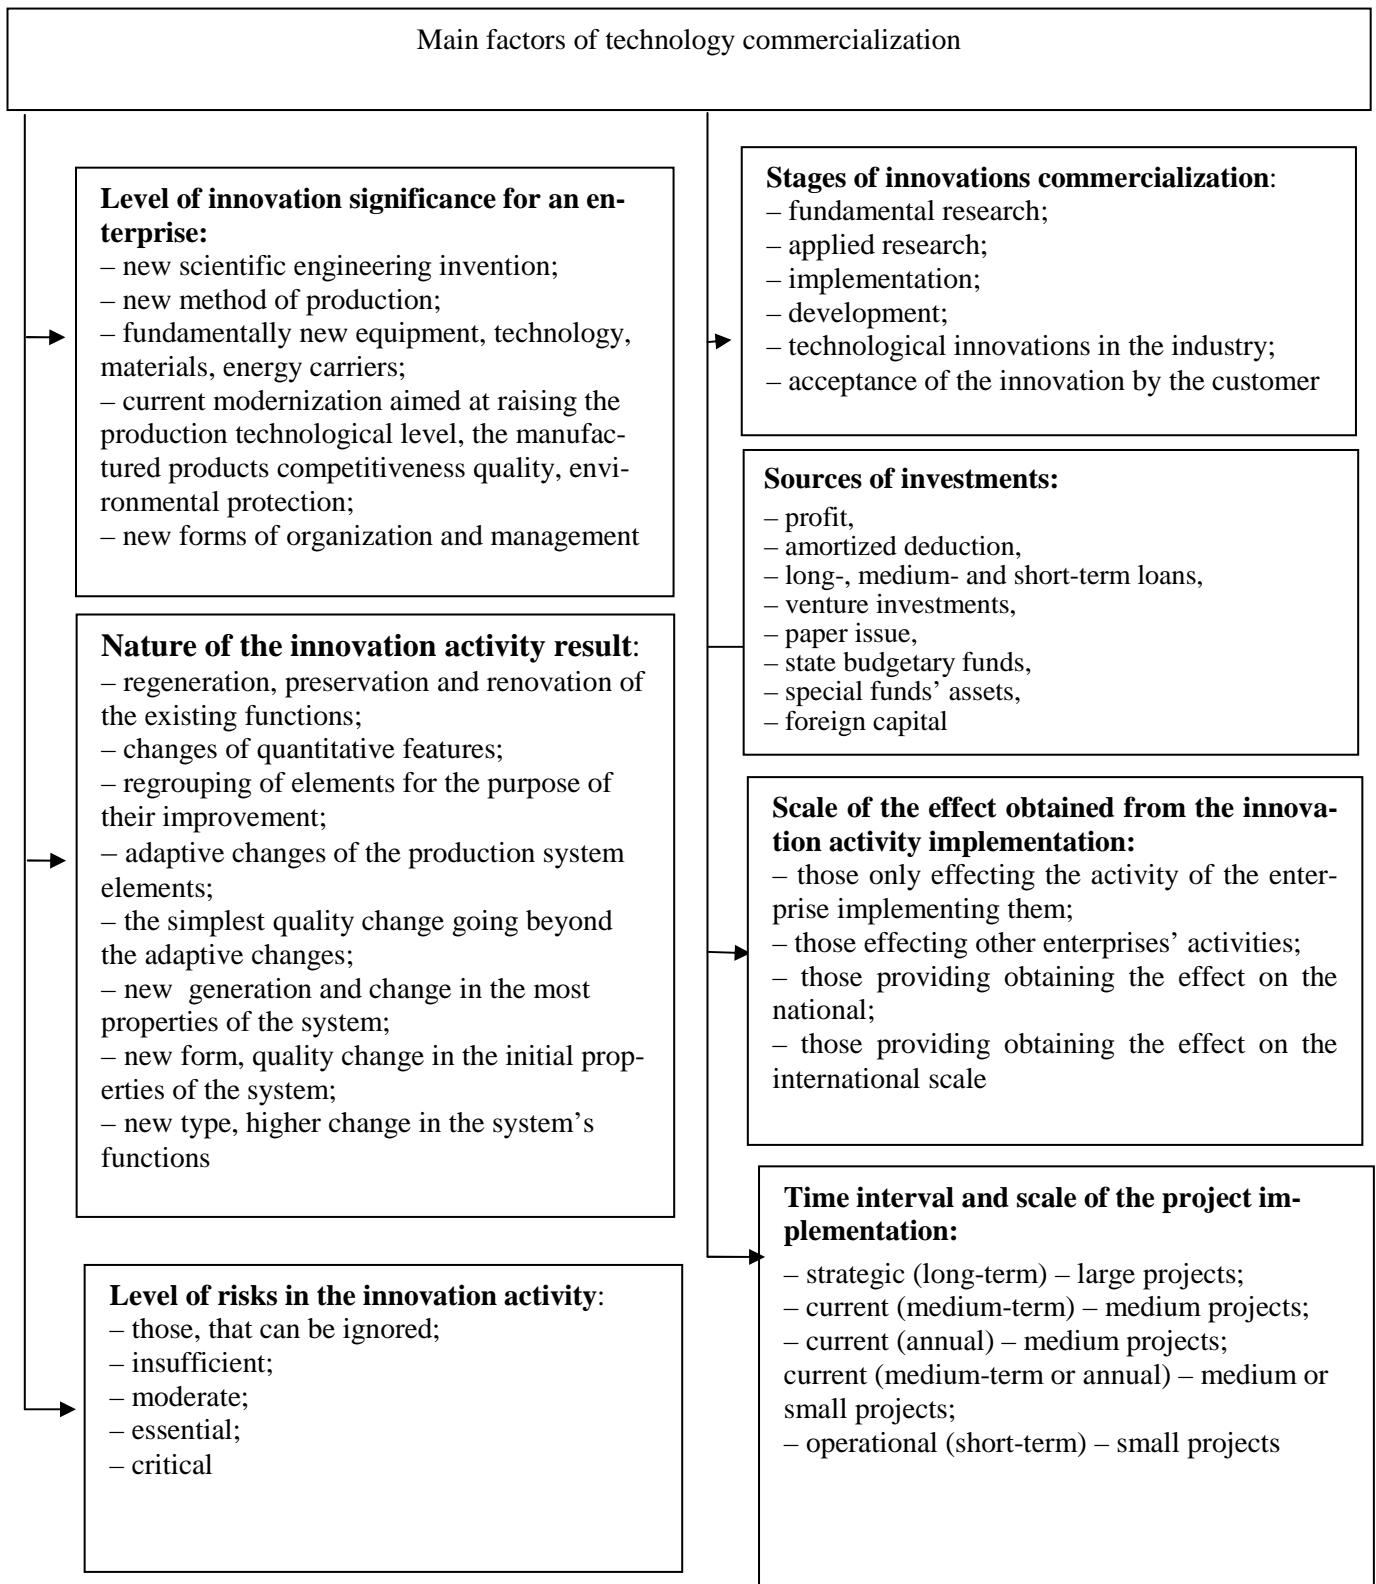 Main factors of technology commercialization
Level of innovation significance for an en-
terprise:
– new scientific engineering invention;
– new method of production;
– fundamentally new equipment, technology,
materials, energy carriers;
– current modernization aimed at raising the
production technological level, the manufac-
tured products competitiveness quality, envi-
ronmental protection;
– new forms of organization and management
Nature of the innovation activity result:
– regeneration, preservation and renovation of
the existing functions;
– changes of quantitative features;
– regrouping of elements for the purpose of
their improvement;
– adaptive changes of the production system
elements;
– the simplest quality change going beyond
the adaptive changes;
– new generation and change in the most
properties of the system;
– new form, quality change in the initial prop-
erties of the system;
– new type, higher change in the system’s
functions
Level of risks in the innovation activity:
– those, that can be ignored;
– insufficient;
– moderate;
– essential;
– critical
Stages of innovations commercialization:
– fundamental research;
– applied research;
– implementation;
– development;
– technological innovations in the industry;
– acceptance of the innovation by the customer
Sources of investments:
– profit,
– amortized deduction,
– long-, medium- and short-term loans,
– venture investments,
– paper issue,
– state budgetary funds,
– special funds’ assets,
– foreign capital
Scale of the effect obtained from the innova-
tion activity implementation:
– those only effecting the activity of the enter-
prise implementing them;
– those effecting other enterprises’ activities;
– those providing obtaining the effect on the
national;
– those providing obtaining the effect on the
international scale
Time interval and scale of the project im-
plementation:
– strategic (long-term) – large projects;
– current (medium-term) – medium projects;
– current (annual) – medium projects;
current (medium-term or annual) – medium or
small projects;
– operational (short-term) – small projects